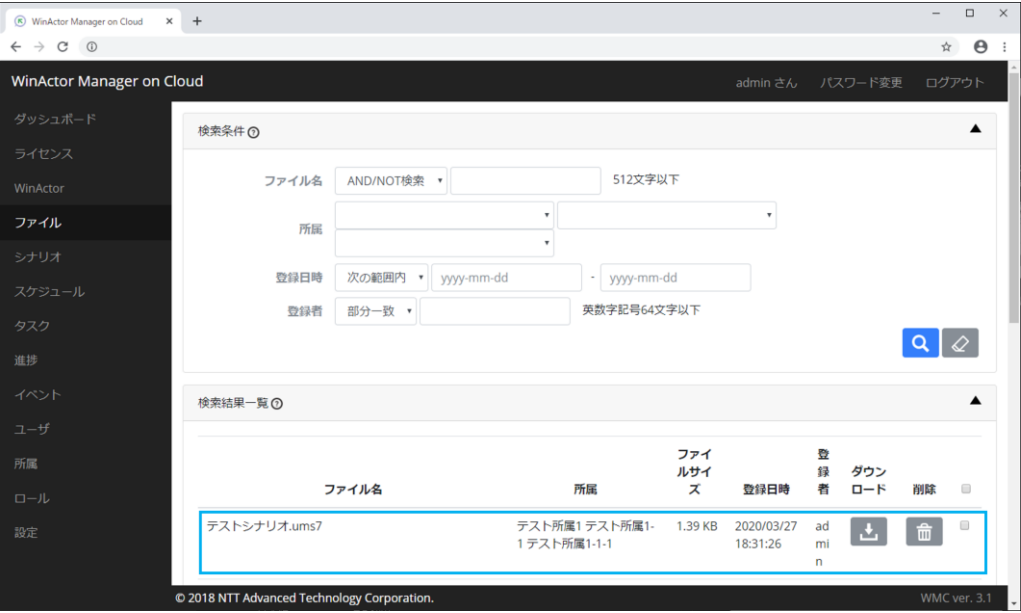 WinActor Manager on Cloud
WinActor Manager on Cloud
admin さん パスワード変更 ログアウト
ダッシュボード
ライセンス
WinActor
ファイル
シナリオ
スケジュール
タスク
進捗
イベント
ユーザ
所属
ロール
設定
検索条件
ファイル名 AND/NOT検索 512文字以下
所属
登録日時 次の範囲内 yyyy-mm-dd - yyyy-mm-dd
登録者 部分一致 英数字記号64文字以下
検索結果一覧
ファイル名 所属 ファイルサイズ 登録日時 登録者 ダウンロード 削除
テストシナリオ.ums7 テスト所属1 テスト所属1-1 テスト所属1-1-1 1.39 KB 2020/03/27 18:31:26 admin
© 2018 NTT Advanced Technology Corporation. WMC ver. 3.1